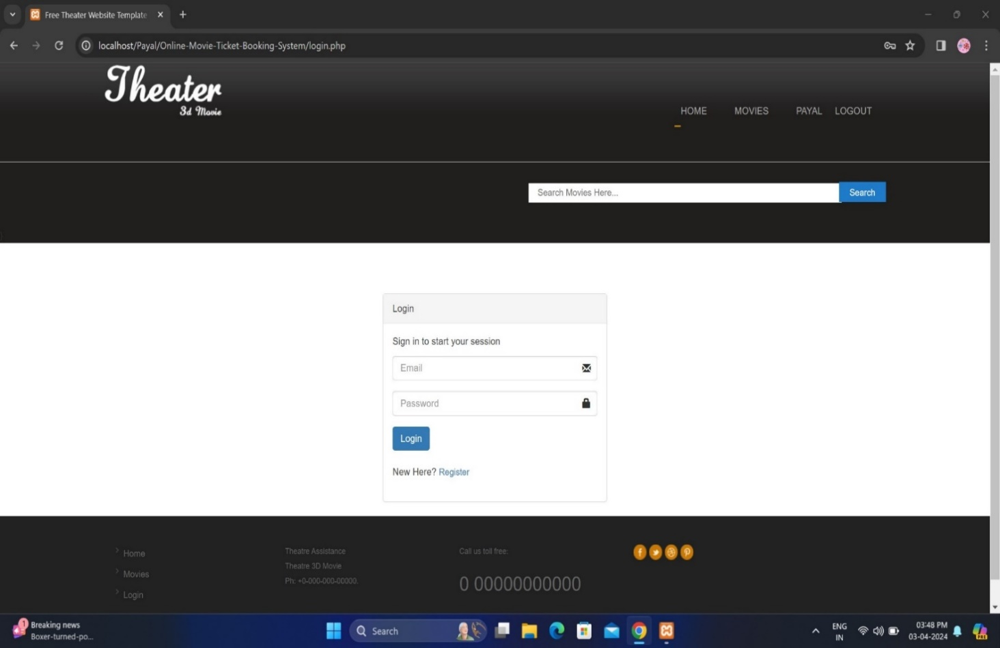 Free Theater Website Template
localhost/Payal/Online-Movie-Ticket-Booking-System/login.php
Theater
3d Movie
HOME MOVIES PAYAL LOGOUT
Search Movies Here... Search
Login
Sign in to start your session
Email
Password
Login
New Here? Register
Home
Movies
Login
Theatre Assistance
Theatre 3D Movie
Ph: +0-000-000-00000.
Call us toll free:
0 00000000000
1
Breaking news
Boxer-turned-po...
Search
ENG
IN
03:48 PM
03-04-2024
PRE